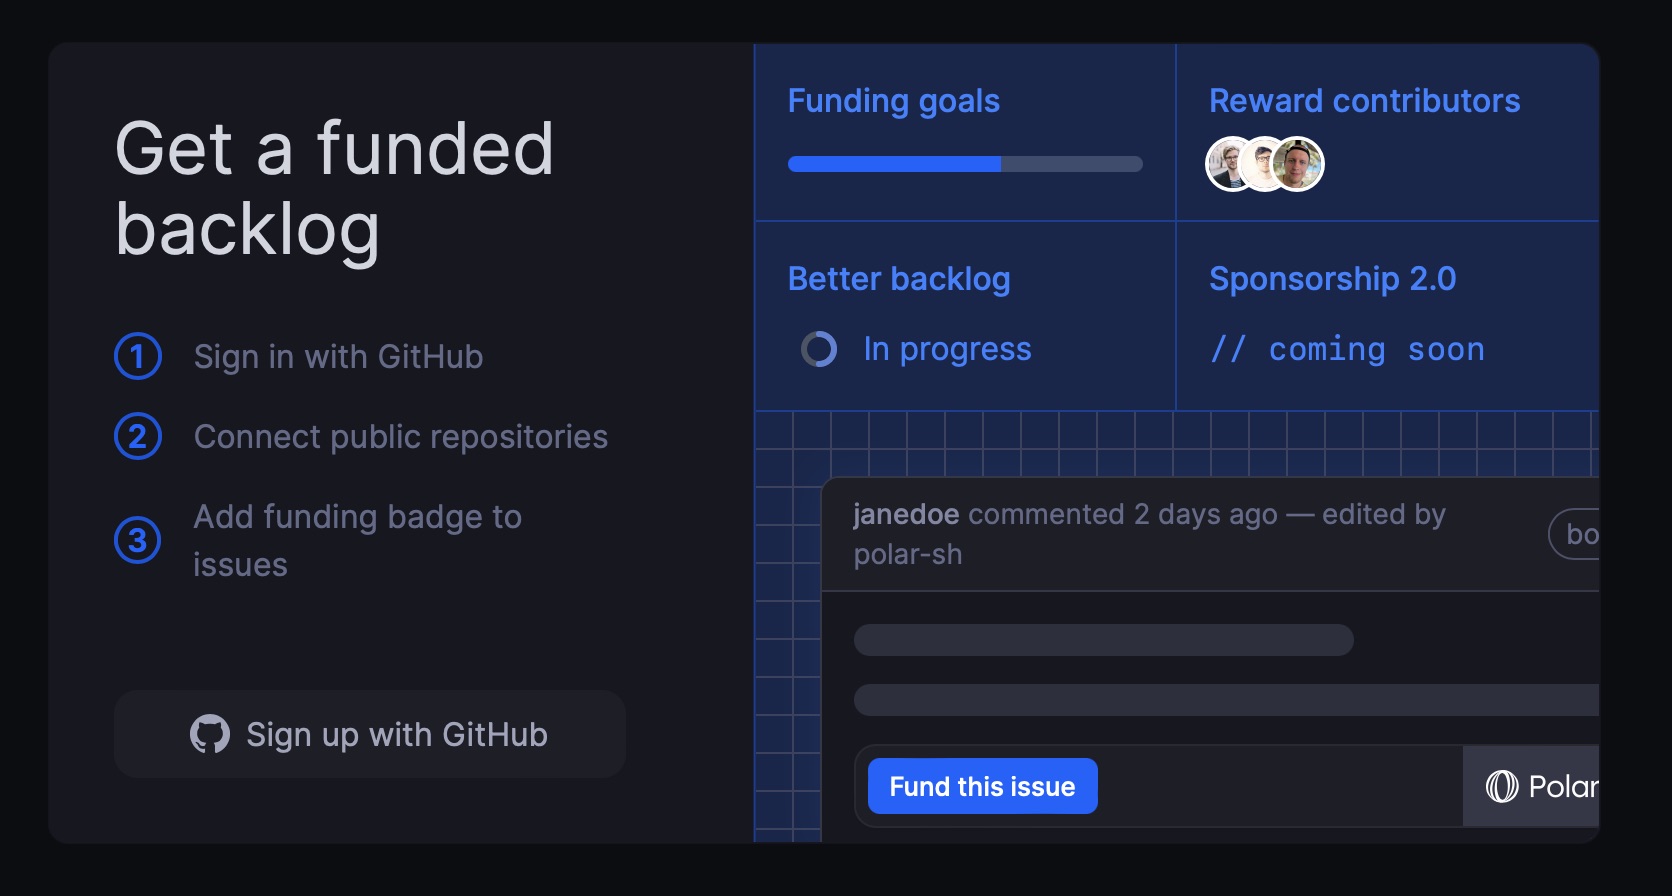 Get a funded
backlog
1 Sign in with GitHub
2 Connect public repositories
3 Add funding badge to
issues
Sign up with GitHub
Funding goals
Reward contributors
Better backlog
In progress
Sponsorship 2.0
// coming soon
janedoe commented 2 days ago — edited by
polar-sh
bo
Fund this issue
Polar